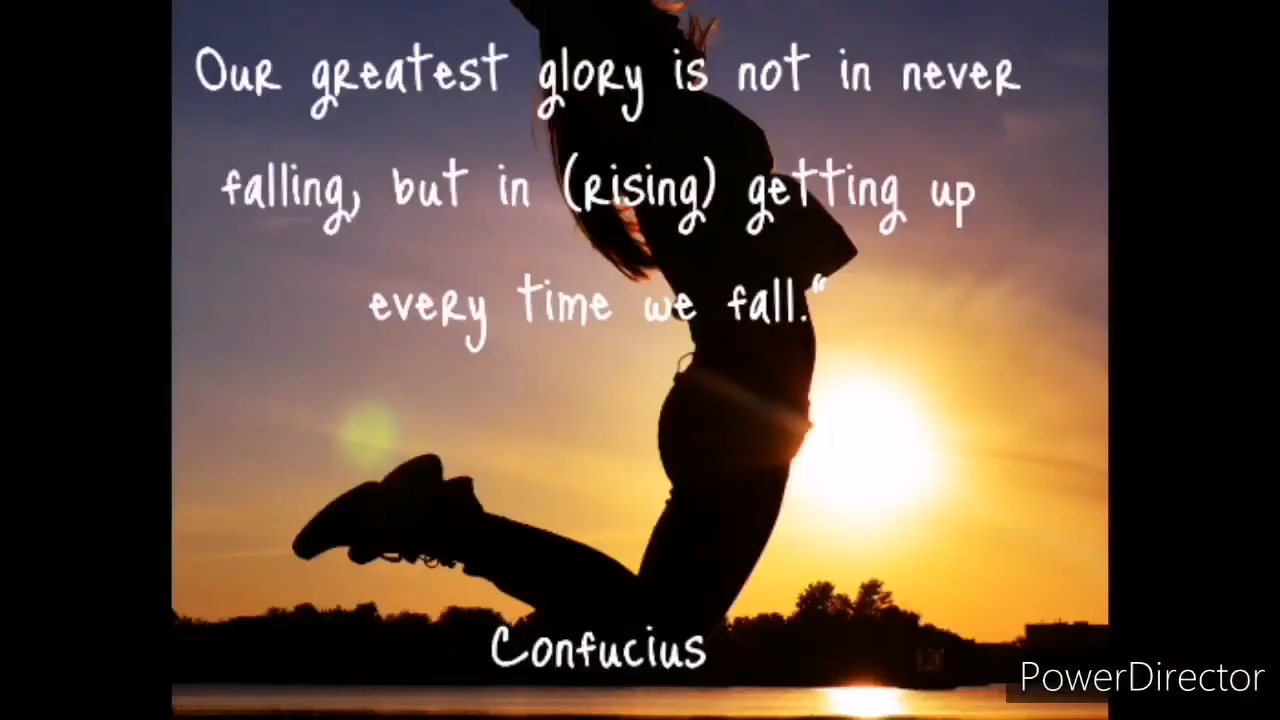 Our greatest glory is not in never
falling, but in (rising) getting up
every time we fall.“
Confucius
PowerDirector